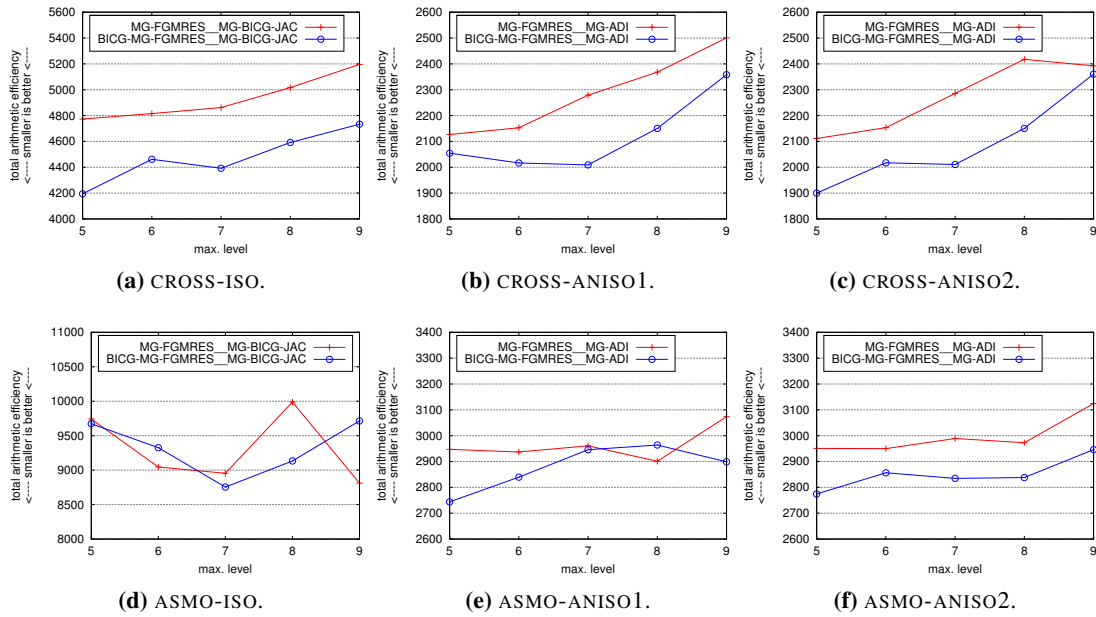 total arithmetic efficiency
<---- smaller is better <----
5600
5400
5200
5000
4800
4600
4400
4200
4000
MG-FGMRES__MG-BICG-JAC
BICG-MG-FGMRES__MG-BICG-JAC
5 6 7 8 9
max. level
(a) CROSS-ISO.
total arithmetic efficiency
<---- smaller is better <----
2600
2500
2400
2300
2200
2100
2000
1900
1800
MG-FGMRES__MG-ADI
BICG-MG-FGMRES__MG-ADI
5 6 7 8 9
max. level
(b) CROSS-ANISO1.
total arithmetic efficiency
<---- smaller is better <----
2600
2500
2400
2300
2200
2100
2000
1900
1800
MG-FGMRES__MG-ADI
BICG-MG-FGMRES__MG-ADI
5 6 7 8 9
max. level
(c) CROSS-ANISO2.
total arithmetic efficiency
<---- smaller is better <----
11000
10500
10000
9500
9000
8500
8000
MG-FGMRES__MG-BICG-JAC
BICG-MG-FGMRES__MG-BICG-JAC
5 6 7 8 9
max. level
(d) ASMO-ISO.
total arithmetic efficiency
<---- smaller is better <----
3400
3300
3200
3100
3000
2900
2800
2700
2600
MG-FGMRES__MG-ADI
BICG-MG-FGMRES__MG-ADI
5 6 7 8 9
max. level
(e) ASMO-ANISO1.
total arithmetic efficiency
<---- smaller is better <----
3400
3300
3200
3100
3000
2900
2800
2700
2600
MG-FGMRES__MG-ADI
BICG-MG-FGMRES__MG-ADI
5 6 7 8 9
max. level
(f) ASMO-ANISO2.